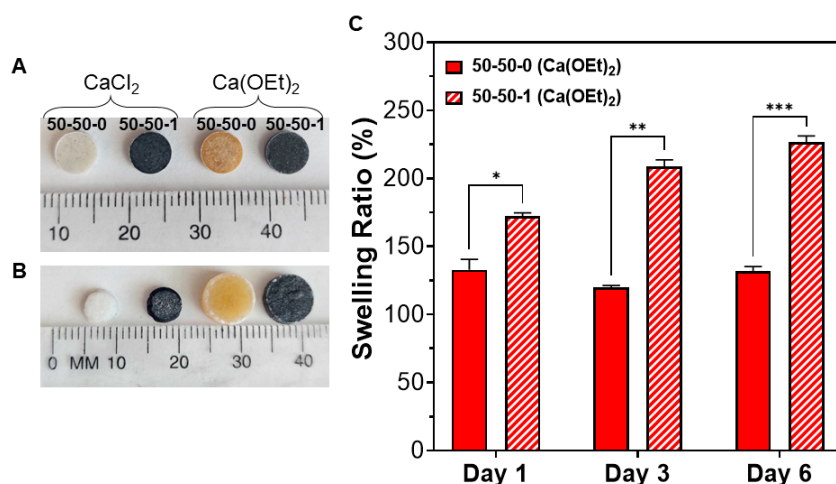 A
CaCl₂ Ca(OEt)₂
50-50-0 50-50-1 50-50-0 50-50-1
10 20 30 40
B
0 MM 10 20 30 40
C
300
250
200
150
100
50
0
Swelling Ratio (%)
50-50-0 (Ca(OEt)₂)
50-50-1 (Ca(OEt)₂)
*
**
***
Day 1 Day 3 Day 6